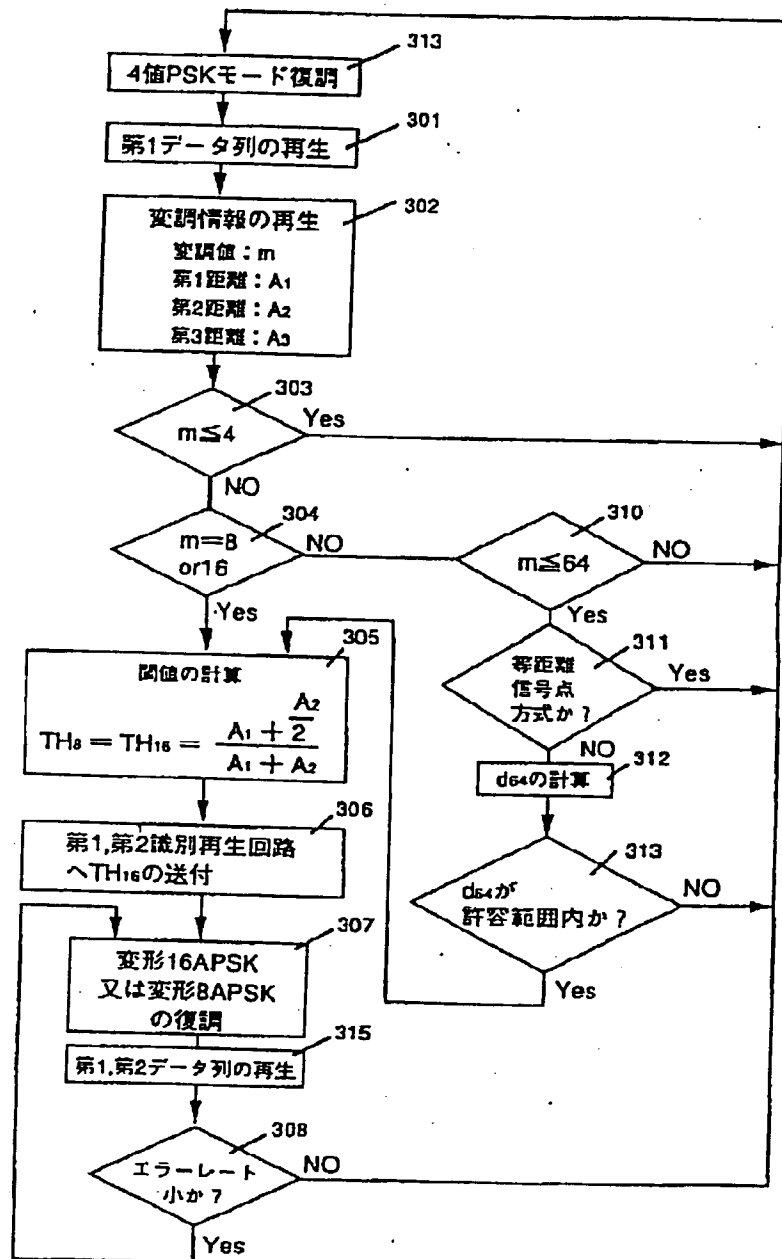 313
4値PSKモード復調
301
第1データ列の再生
302
変調情報の再生
変調値：m
第1距離：A1
第2距離：A2
第3距離：A3
303
m≦4
Yes
NO
304
m=8
or16
NO
Yes
310
m≦64
NO
Yes
311
等距離
信号点
方式か？
Yes
NO
312
d64の計算
313
d64が
許容範囲内か？
NO
Yes
305
閾値の計算
TH8 = TH16 = (A1 + A2/2) / (A1 + A2)
306
第1,第2識別再生回路
へTH16の送付
307
変形16APSK
又は変形8APSK
の復調
315
第1,第2データ列の再生
308
エラーレート
小か？
NO
Yes